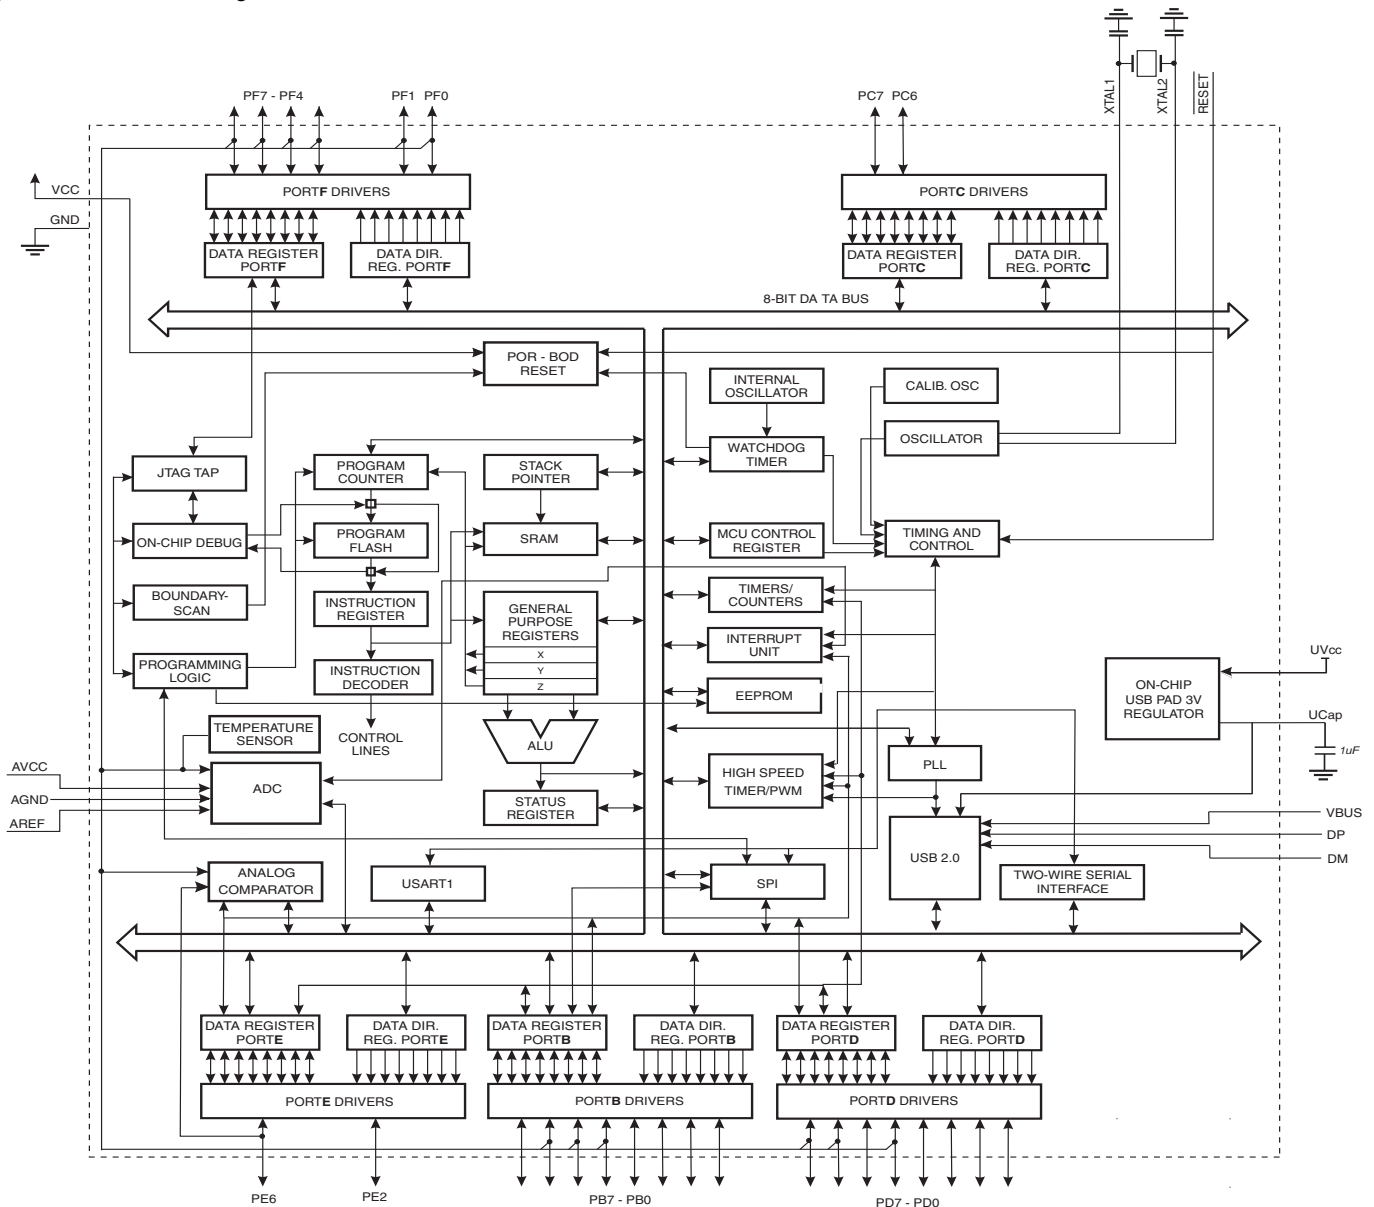 XTAL1
XTAL2
RESET
PF7 - PF4
PF1
PF0
PC7
PC6
VCC
GND
PORTF DRIVERS
PORTC DRIVERS
DATA REGISTER
PORTF
DATA DIR.
REG. PORTF
DATA REGISTER
PORTC
DATA DIR.
REG. PORTC
8-BIT DA TA BUS
POR - BOD
RESET
INTERNAL
OSCILLATOR
CALIB. OSC
WATCHDOG
TIMER
OSCILLATOR
JTAG TAP
PROGRAM
COUNTER
STACK
POINTER
ON-CHIP DEBUG
PROGRAM
FLASH
SRAM
MCU CONTROL
REGISTER
TIMING AND
CONTROL
BOUNDARY-
SCAN
INSTRUCTION
REGISTER
GENERAL
PURPOSE
REGISTERS
X
Y
Z
TIMERS/
COUNTERS
INTERRUPT
UNIT
PROGRAMMING
LOGIC
INSTRUCTION
DECODER
EEPROM
ON-CHIP
USB PAD 3V
REGULATOR
UVcc
UCap
1uF
TEMPERATURE
SENSOR
CONTROL
LINES
ALU
PLL
AVCC
AGND
AREF
ADC
STATUS
REGISTER
HIGH SPEED
TIMER/PWM
VBUS
DP
DM
USB 2.0
ANALOG
COMPARATOR
USART1
SPI
TWO-WIRE SERIAL
INTERFACE
DATA REGISTER
PORTE
DATA DIR.
REG. PORTE
DATA REGISTER
PORTB
DATA DIR.
REG. PORTB
DATA REGISTER
PORTD
DATA DIR.
REG. PORTD
PORTE DRIVERS
PORTB DRIVERS
PORTD DRIVERS
PE6
PE2
PB7 - PB0
PD7 - PD0